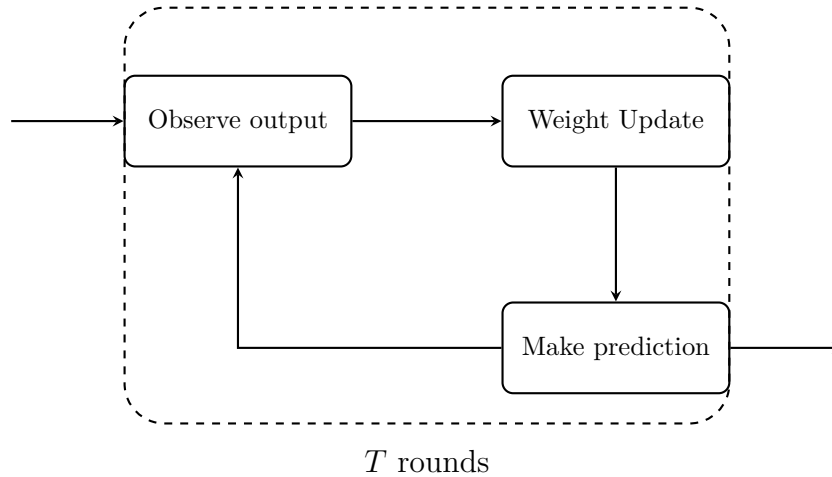 Observe output
Weight Update
Make prediction
T rounds